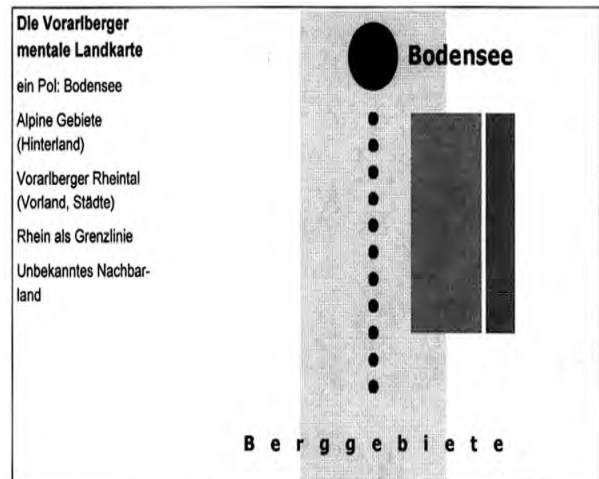 Die Vorarlberger
mentale Landkarte
ein Pol: Bodensee
Alpine Gebiete
(Hinterland)
Vorarlberger Rheintal
(Vorland, Städte)
Rhein als Grenzlinie
Unbekanntes Nachbar-
land
Bodensee
Berggebiete